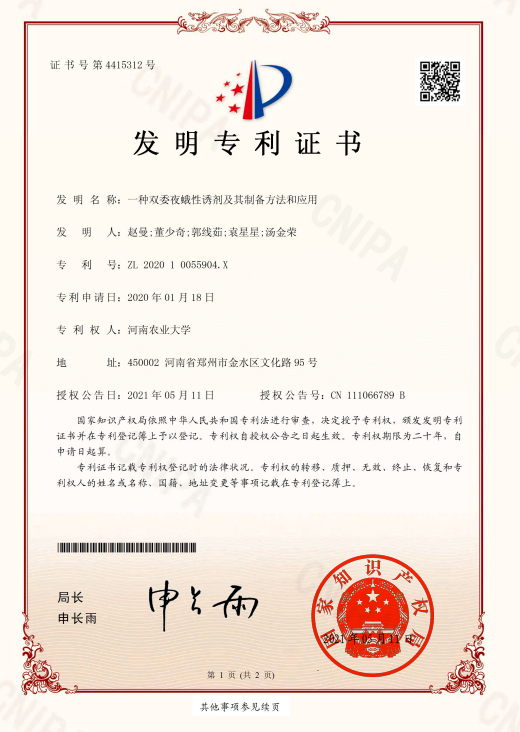 证书号第4415312号
发明专利证书
发明名称：一种双委夜蛾性诱剂及其制备方法和应用
发明人：赵曼;董少奇;郭线茹;袁星星;汤金荣
专利号：ZL 2020 1 0055904.X
专利申请日：2020年01月18日
专利权人：河南农业大学
地址：450002 河南省郑州市金水区文化路95号
授权公告日：2021年05月11日 授权公告号：CN 111066789 B
国家知识产权局依照中华人民共和国专利法进行审查，决定授予专利权，颁发发明专利
证书并在专利登记簿上予以登记。专利权自授权公告之日起生效。专利权期限为二十年，自
申请日起算。
专利证书记载专利权登记时的法律状况。专利权的转移、质押、无效、终止、恢复和专
利权人的姓名或名称、国籍、地址变更等事项记载在专利登记簿上。
局长
申长雨
申长雨
国家知识产权局
2021年05月11日
第 1 页 (共 2 页)
其他事项参见续页
CNIPA
CNIPA
CNIPA
CNIPA